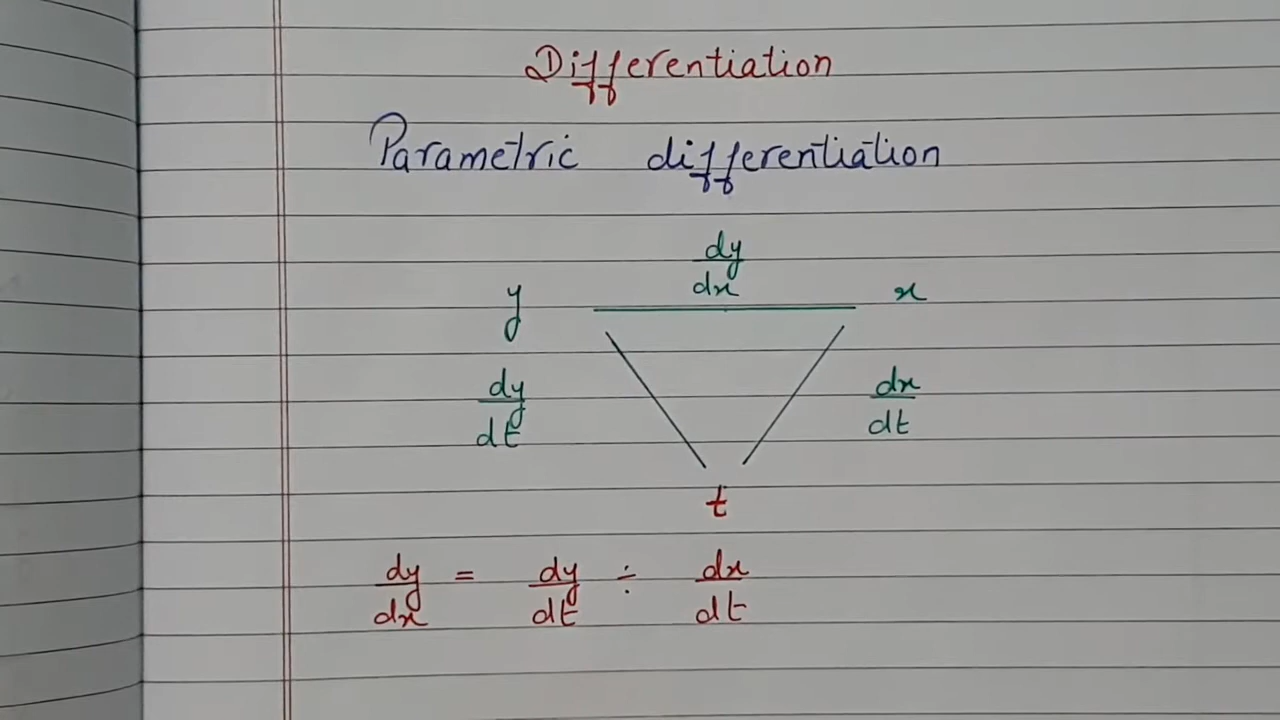 Differentiation
Parametric differentiation
dy/dx
y x
dy/dt dx/dt
t
dy/dx = dy/dt ÷ dx/dt